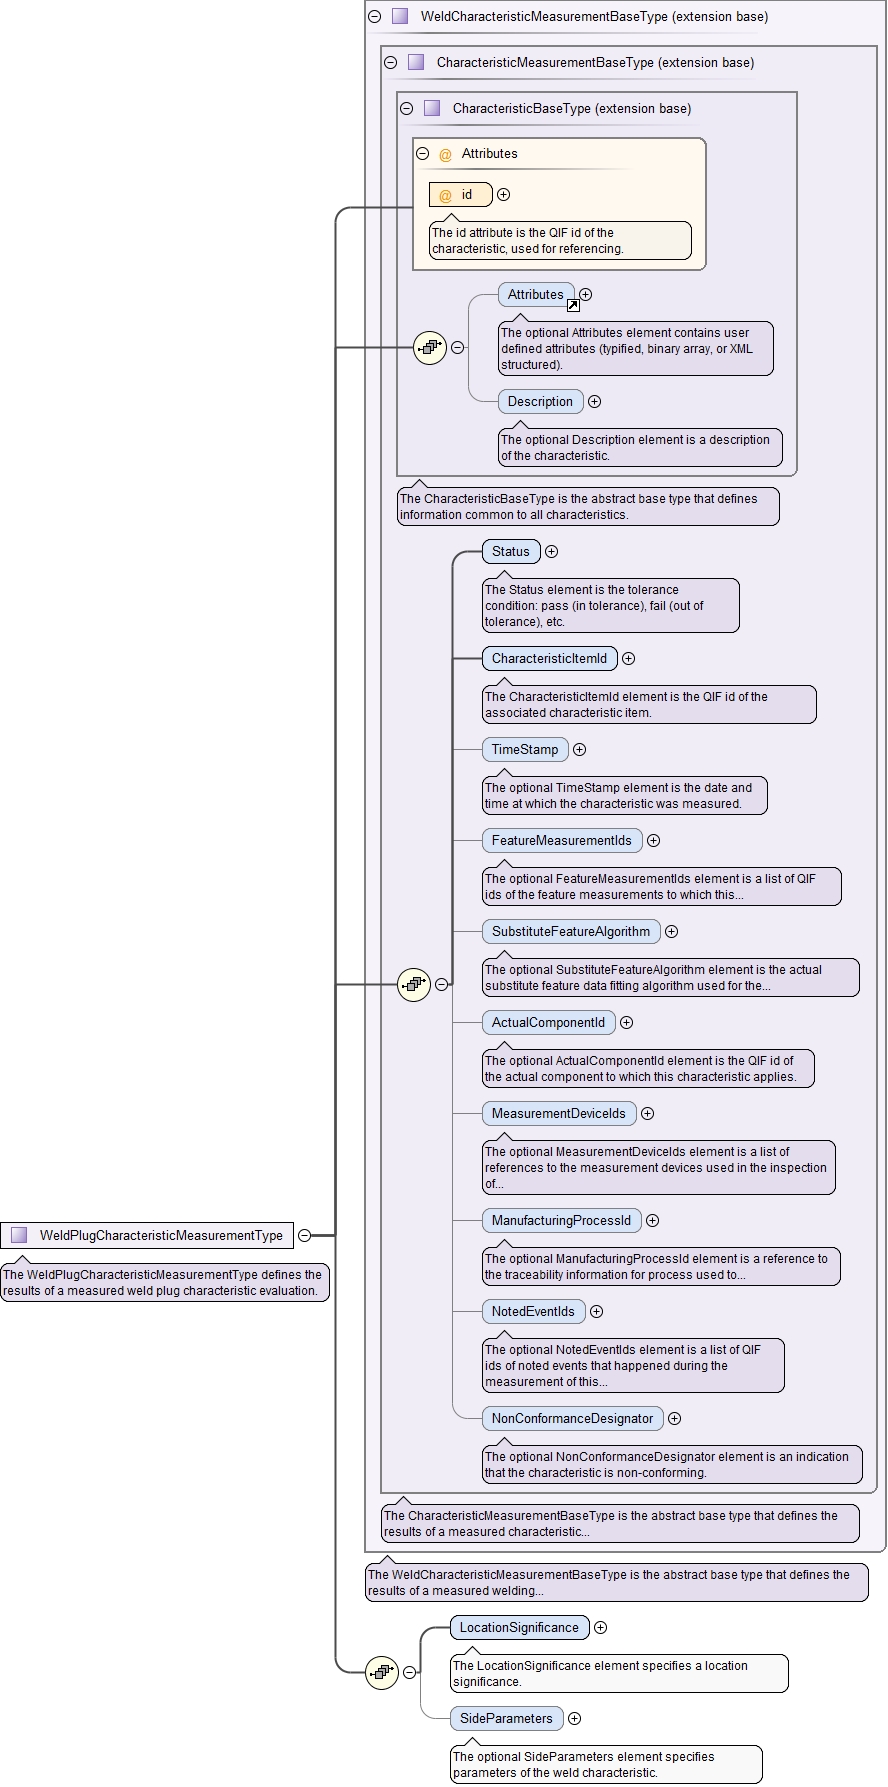 WeldCharacteristicMeasurementBaseType (extension base)
CharacteristicMeasurementBaseType (extension base)
CharacteristicBaseType (extension base)
@ Attributes
@ id
The id attribute is the QIF id of the
characteristic, used for referencing.
Attributes
The optional Attributes element contains user
defined attributes (typified, binary array, or XML
structured).
Description
The optional Description element is a description
of the characteristic.
The CharacteristicBaseType is the abstract base type that defines
information common to all characteristics.
Status
The Status element is the tolerance
condition: pass (in tolerance), fail (out of
tolerance), etc.
CharacteristicItemId
The CharacteristicItemId element is the QIF id of the
associated characteristic item.
TimeStamp
The optional TimeStamp element is the date and
time at which the characteristic was measured.
FeatureMeasurementIds
The optional FeatureMeasurementIds element is a list of QIF
ids of the feature measurements to which this...
SubstituteFeatureAlgorithm
The optional SubstituteFeatureAlgorithm element is the actual
substitute feature data fitting algorithm used for the...
ActualComponentId
The optional ActualComponentId element is the QIF id of
the actual component to which this characteristic applies.
MeasurementDeviceIds
The optional MeasurementDeviceIds element is a list of
references to the measurement devices used in the inspection
of...
ManufacturingProcessId
The optional ManufacturingProcessId element is a reference to
the traceability information for process used to...
NotedEventIds
The optional NotedEventIds element is a list of QIF
ids of noted events that happened during the
measurement of this...
NonConformanceDesignator
The optional NonConformanceDesignator element is an indication
that the characteristic is non-conforming.
The CharacteristicMeasurementBaseType is the abstract base type that defines the
results of a measured characteristic...
The WeldCharacteristicMeasurementBaseType is the abstract base type that defines the
results of a measured welding...
WeldPlugCharacteristicMeasurementType
The WeldPlugCharacteristicMeasurementType defines the
results of a measured weld plug characteristic evaluation.
LocationSignificance
The LocationSignificance element specifies a location
significance.
SideParameters
The optional SideParameters element specifies
parameters of the weld characteristic.